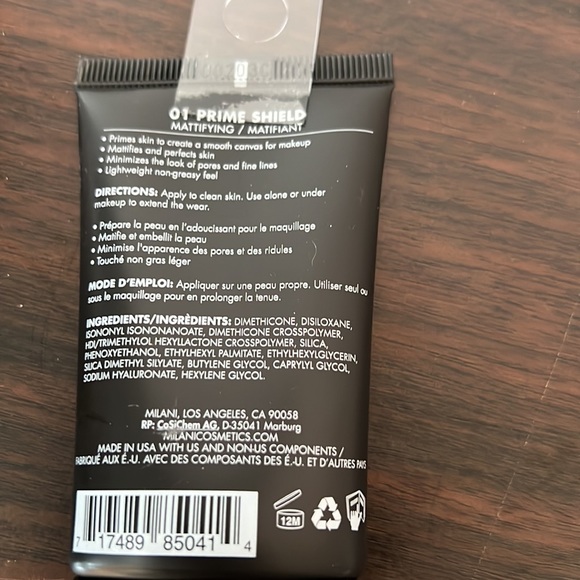 01 PRIME SHIELD
MATTIFYING / MATIFIANT
• Primes skin to create a smooth canvas for makeup
• Mattifies and perfects skin
• Minimizes the look of pores and fine lines
• Lightweight non-greasy feel
DIRECTIONS: Apply to clean skin. Use alone or under
makeup to extend the wear.
• Prépare la peau en l'adoucissant pour le maquillage
• Matifie et embellit la peau
• Minimise l'apparence des pores et des ridules
• Touché non gras léger
MODE D'EMPLOI: Appliquer sur une peau propre. Utiliser seul ou
sous le maquillage pour en prolonger la tenue.
INGREDIENTS/INGRÉDIENTS: DIMETHICONE, DISILOXANE,
ISONONYL ISONONANOATE, DIMETHICONE CROSSPOLYMER,
HDI/TRIMETHYLOL HEXYLLACTONE CROSSPOLYMER, SILICA,
PHENOXYETHANOL, ETHYLHEXYL PALMITATE, ETHYLHEXYLGLYCERIN,
SILICA DIMETHYL SILYLATE, BUTYLENE GLYCOL, CAPRYLYL GLYCOL,
SODIUM HYALURONATE, HEXYLENE GLYCOL.
MILANI, LOS ANGELES, CA 90058
RP: CoSiChem AG, D-35041 Marburg
MILANICOSMETICS.COM
MADE IN USA WITH US AND NON-US COMPONENTS /
FABRIQUÉ AUX É.-U. AVEC DES COMPOSANTS DES É.-U. ET D'AUTRES PAYS
12M
7 17489 85041 4